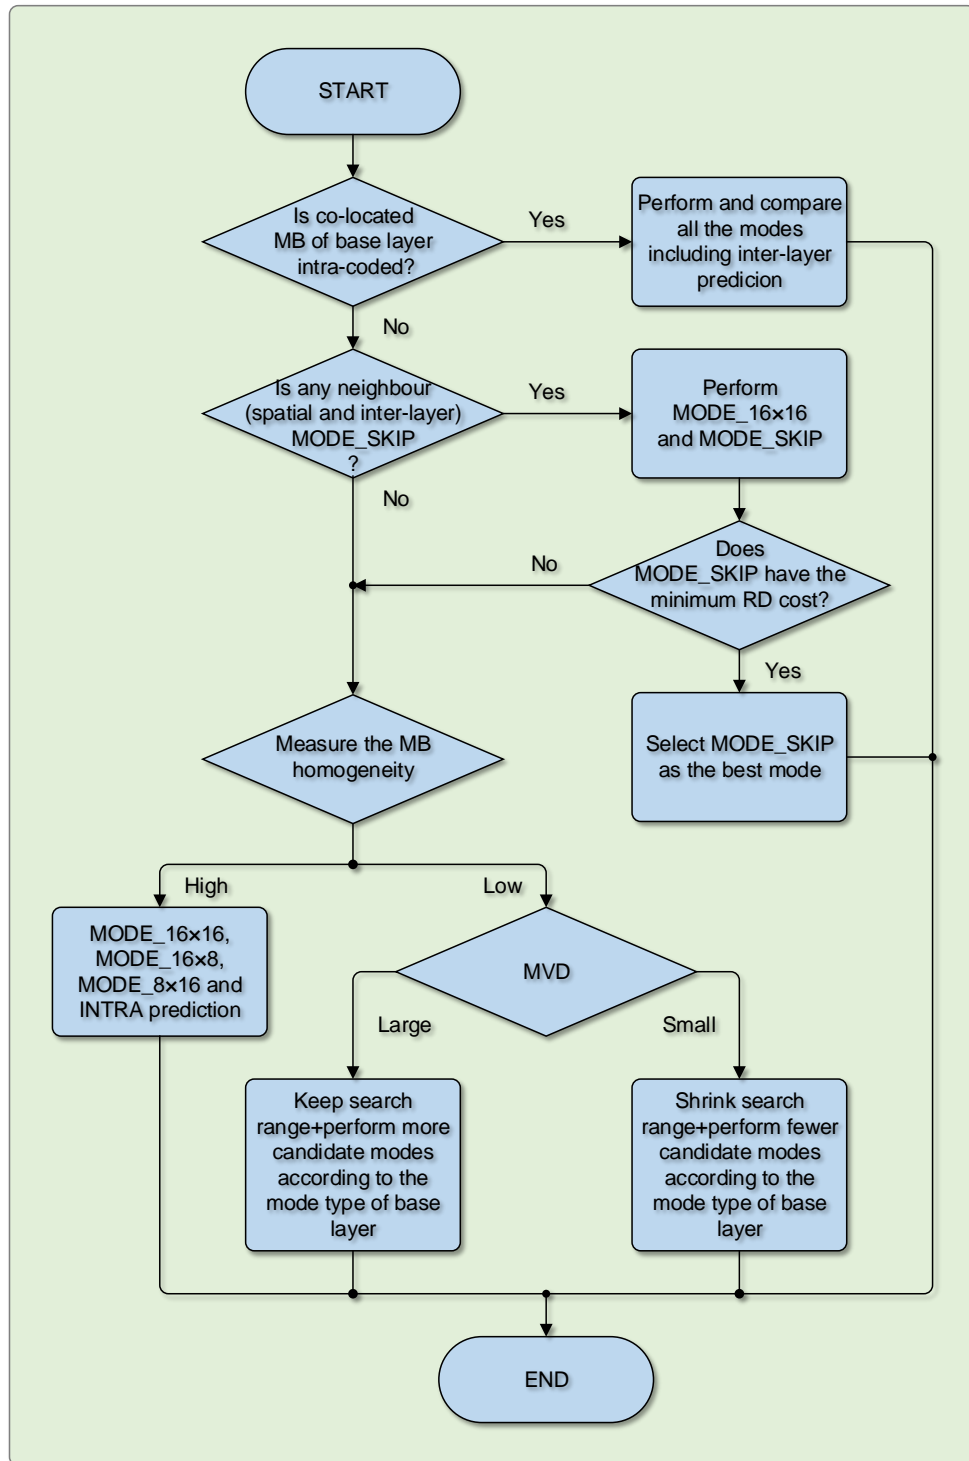 START
Is co-located
MB of base layer
intra-coded?
Yes
Perform and compare
all the modes
including inter-layer
predicion
No
Is any neighbour
(spatial and inter-layer)
MODE_SKIP
?
Yes
Perform
MODE_16×16
and MODE_SKIP
No
Does
MODE_SKIP have the
minimum RD cost?
No
Yes
Select MODE_SKIP
as the best mode
Measure the MB
homogeneity
High
Low
MODE_16×16,
MODE_16×8,
MODE_8×16 and
INTRA prediction
MVD
Large
Small
Keep search
range+perform more
candidate modes
according to the
mode type of base
layer
Shrink search
range+perform fewer
candidate modes
according to the
mode type of base
layer
END